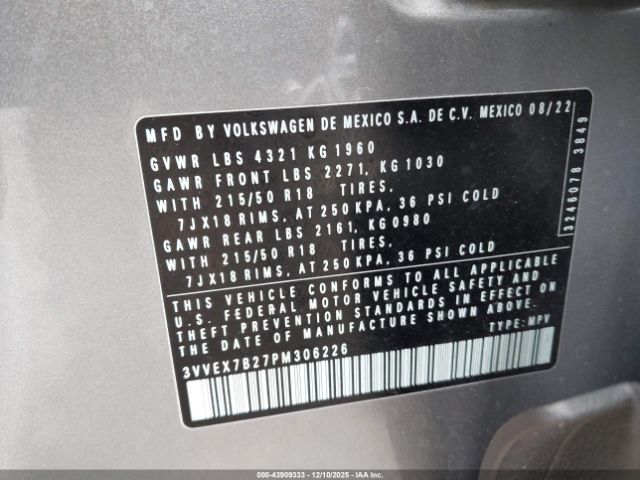 MFD BY VOLKSWAGEN DE MEXICO S.A. DE C.V. MEXICO 08/22
GVWR LBS 4321 KG 1960
GAWR FRONT LBS 2271, KG 1030
WITH 215/50 R18 TIRES,
7JX18 RIMS, AT 250 KPA, 36 PSI COLD
GAWR REAR LBS 2161, KG0980
WITH 215/50 R18 TIRES,
7JX18 RIMS, AT 250 KPA, 36 PSI COLD
THIS VEHICLE CONFORMS TO ALL APPLICABLE
U.S. FEDERAL MOTOR VEHICLE SAFETY AND
THEFT PREVENTION STANDARDS IN EFFECT ON
THE DATE OF MANUFACTURE SHOWN ABOVE.
3VVEX7B27PM306226
TYPE: MPV
3246078 3849
000-43909333 - 12/10/2025 - IAA, Inc.